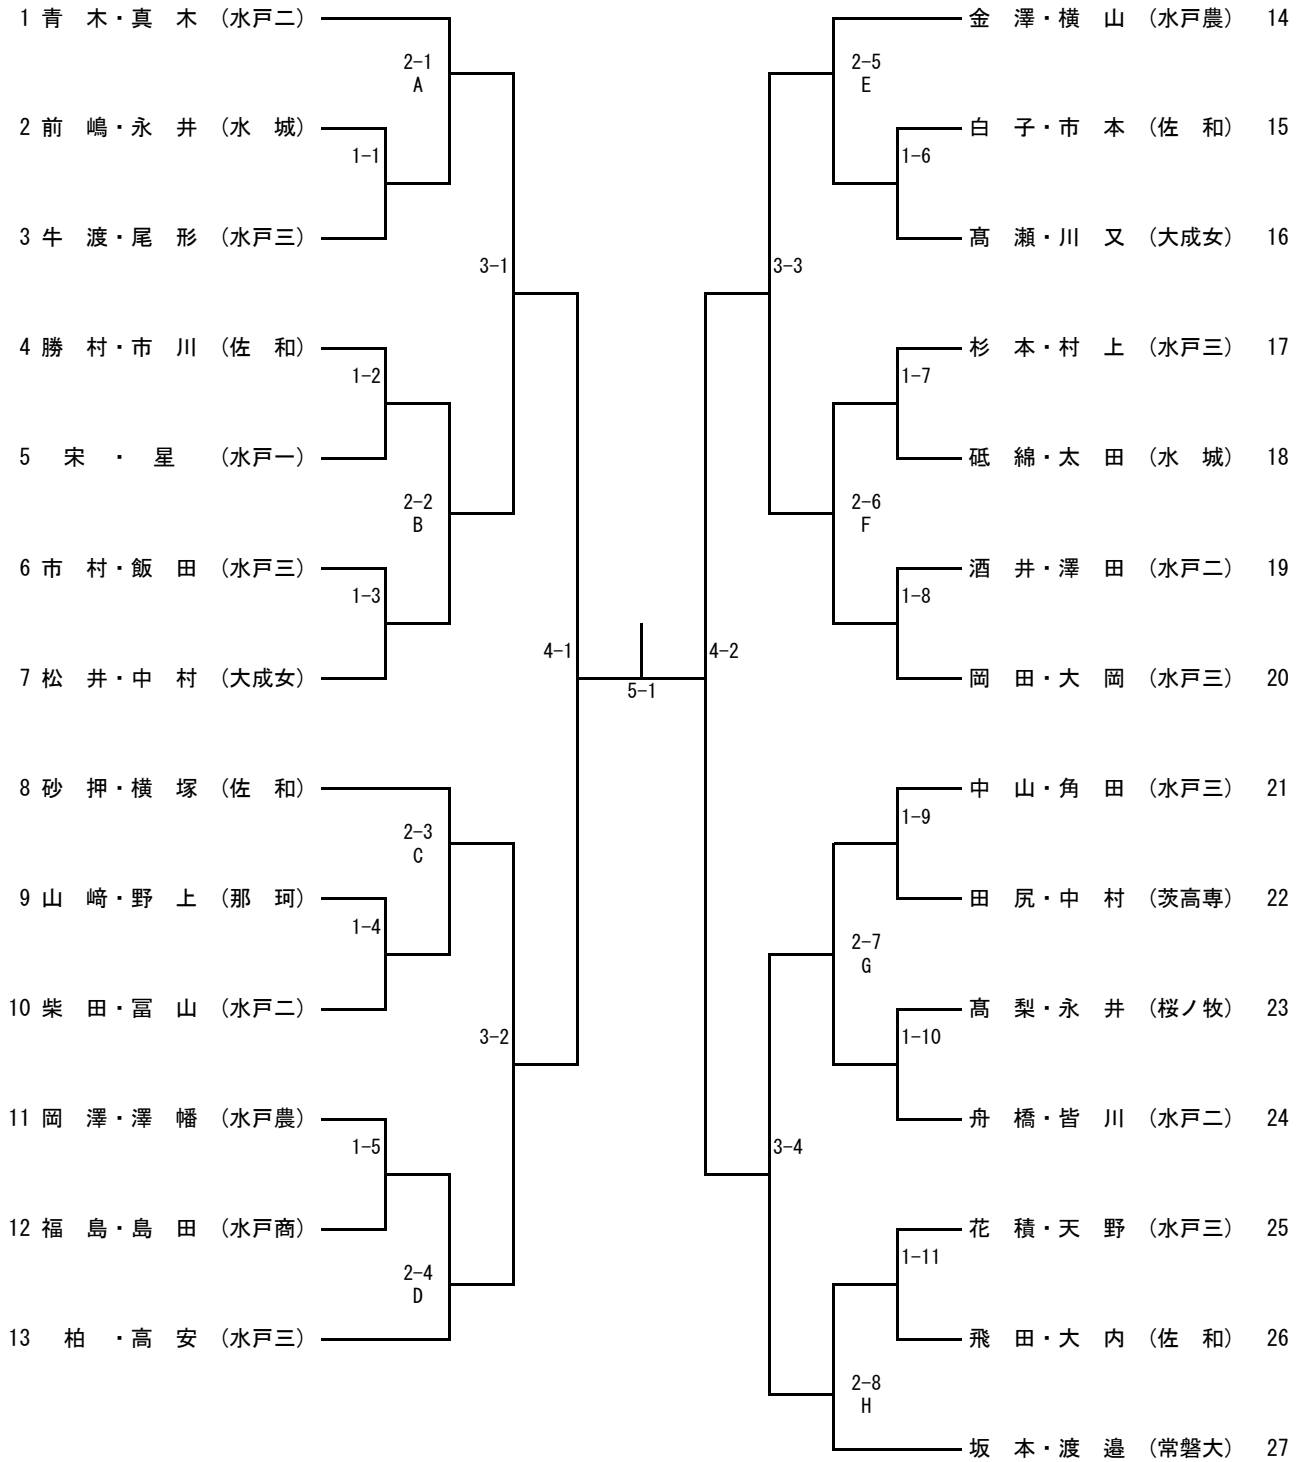 1 青　木・真　木 （水戸二）
2-1
A
2 前　嶋・永　井 （水　城）
1-1
3 牛　渡・尾　形 （水戸三）
3-1
4 勝　村・市　川 （佐　和）
1-2
5 宋　・　星 （水戸一）
2-2
B
6 市　村・飯　田 （水戸三）
1-3
4-1
7 松　井・中　村 （大成女）
8 砂　押・横　塚 （佐　和）
2-3
C
9 山　﨑・野　上 （那　珂）
1-4
10 柴　田・冨　山 （水戸二）
3-2
11 岡　澤・澤　幡 （水戸農）
1-5
12 福　島・島　田 （水戸商）
2-4
D
13 柏　・高　安 （水戸三）
5-1
金　澤・横　山 （水戸農） 14
2-5
E
白　子・市　本 （佐　和） 15
1-6
髙　瀬・川　又 （大成女） 16
3-3
杉　本・村　上 （水戸三） 17
1-7
砥　綿・太　田 （水　城） 18
2-6
F
酒　井・澤　田 （水戸二） 19
1-8
4-2
岡　田・大　岡 （水戸三） 20
中　山・角　田 （水戸三） 21
1-9
田　尻・中　村 （茨高専） 22
2-7
G
髙　梨・永　井 （桜ノ牧） 23
1-10
舟　橋・皆　川 （水戸二） 24
3-4
花　積・天　野 （水戸三） 25
1-11
飛　田・大　内 （佐　和） 26
2-8
H
坂　本・渡　邉 （常磐大） 27